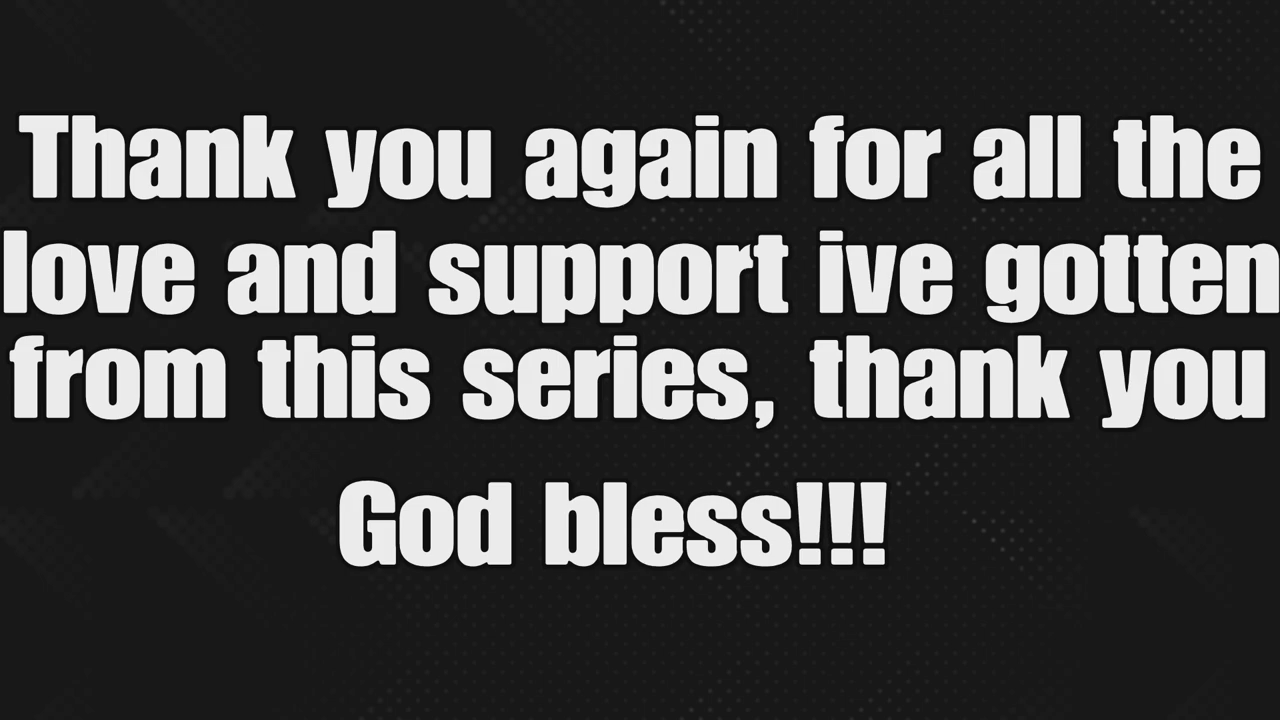 Thank you again for all the
love and support ive gotten
from this series, thank you
God bless!!!